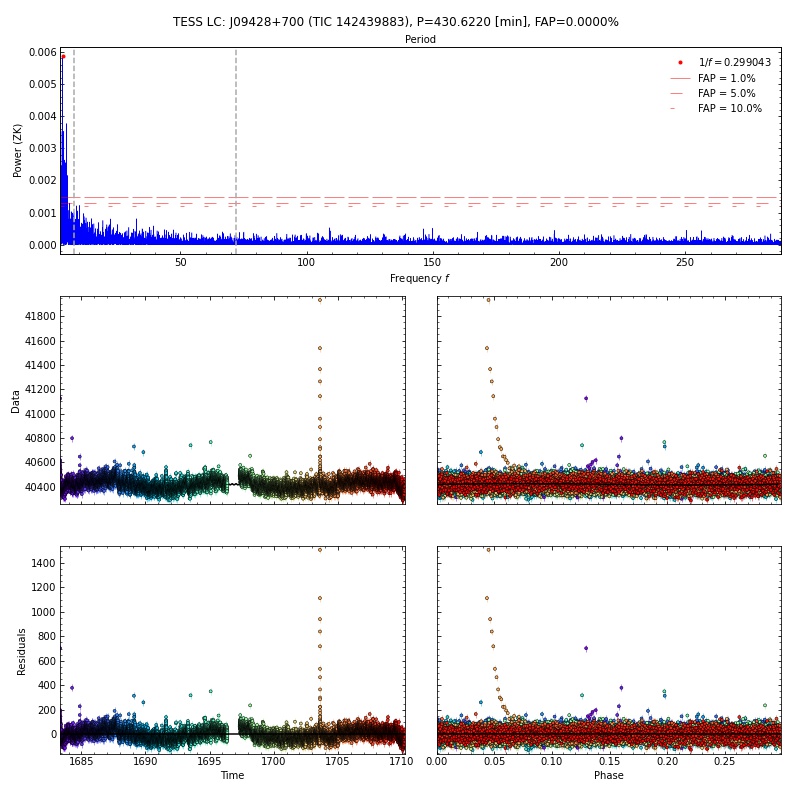 TESS LC: J09428+700 (TIC 142439883), P=430.6220 [min], FAP=0.0000%
Period
0.006
0.005
0.004
0.003
0.002
0.001
0.000
Power (ZK)
1/f = 0.299043
FAP = 1.0%
FAP = 5.0%
FAP = 10.0%
50 100 150 200 250
Frequency f
41800
41600
41400
41200
41000
40800
40600
40400
Data
1400
1200
1000
800
600
400
200
0
Residuals
1685 1690 1695 1700 1705 1710
Time
0.00 0.05 0.10 0.15 0.20 0.25
Phase